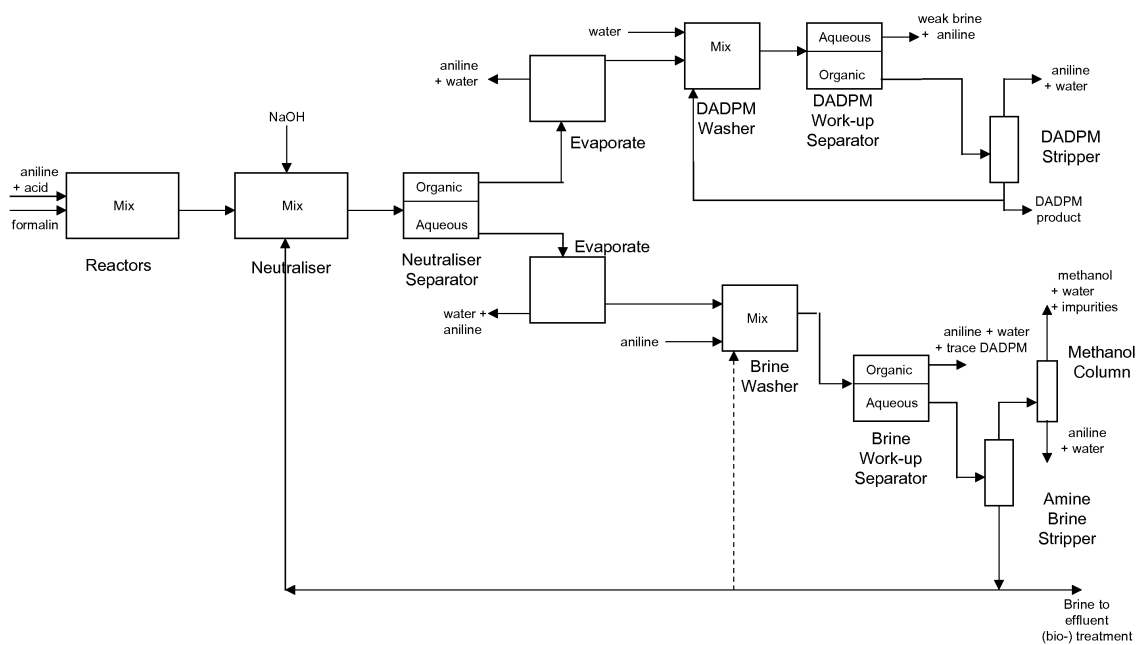 water
Mix
Aqueous
Organic
weak brine
+ aniline
aniline
+ water
Evaporate
DADPM
Washer
DADPM
Work-up
Separator
aniline
+ water
DADPM
Stripper
DADPM
product
NaOH
aniline
+ acid
formalin
Mix
Reactors
Mix
Neutraliser
Organic
Aqueous
Neutraliser
Separator
Evaporate
water +
aniline
aniline
Mix
Brine
Washer
aniline + water
+ trace DADPM
Organic
Aqueous
Brine
Work-up
Separator
methanol
+ water
+ impurities
Methanol
Column
aniline
+ water
Amine
Brine
Stripper
Brine to
effluent
(bio-) treatment